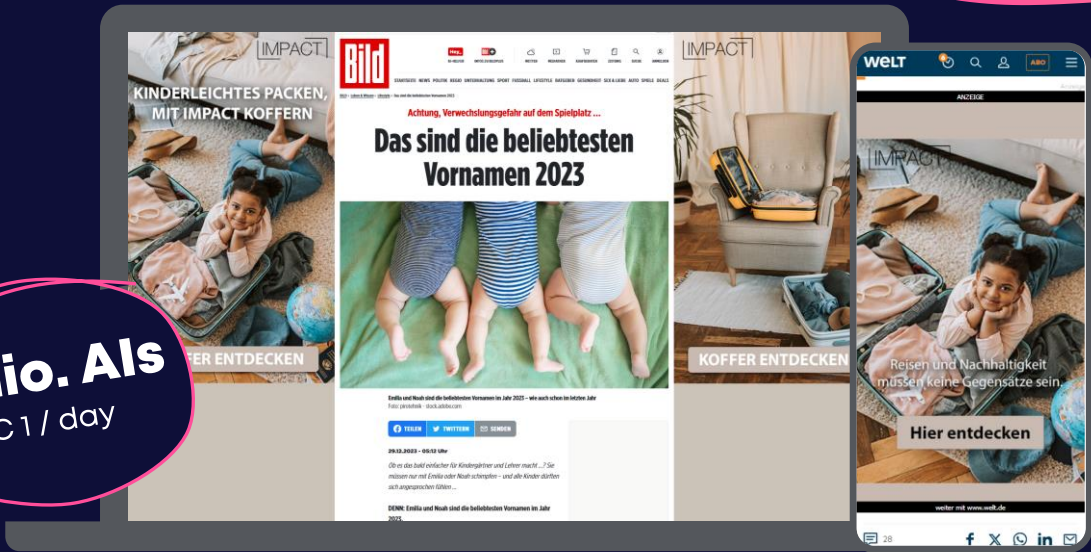 IMPACT
KINDERLEICHTES PACKEN,
MIT IMPACT KOFFERN
ER ENTDECKEN
Bild
Hey_
WETTER
STARTSEITE NEWS POLITIK REGIO UNTERHALTUNG SPORT FUSSBALL LIFESTYLE RATGEBER GESUNDHEIT SEX & LIEBE AUTO SPIELE DEALS
Achtung, Verwechslungsgefahr auf dem Spielplatz ...
Das sind die beliebtesten
Vornamen 2023
Emilia und Noah sind die beliebtesten Vornamen im Jahr 2023 – wie auch schon im letzten Jahr
TEILEN
TWITTERN
SENDEN
29.12.2023 - 05:12 Uhr
Ob es das bald einfacher für Kindergärtner und Lehrer macht ...? Sie
müssen nur mit Emilia oder Noah schimpfen – und alle Kinder dürften
sich angesprochen fühlen ...
DENN: Emilia und Noah sind die beliebtesten Vornamen im Jahr
2023.
IMPACT
KOFFER ENTDECKEN
WELT
ABO
Anzeige
ANZEIGE
IMPACT
Reisen und Nachhaltigkeit
müssen keine Gegensätze sein.
Hier entdecken
weiter mit www.welt.de
28
io. AIs
C 1 / day